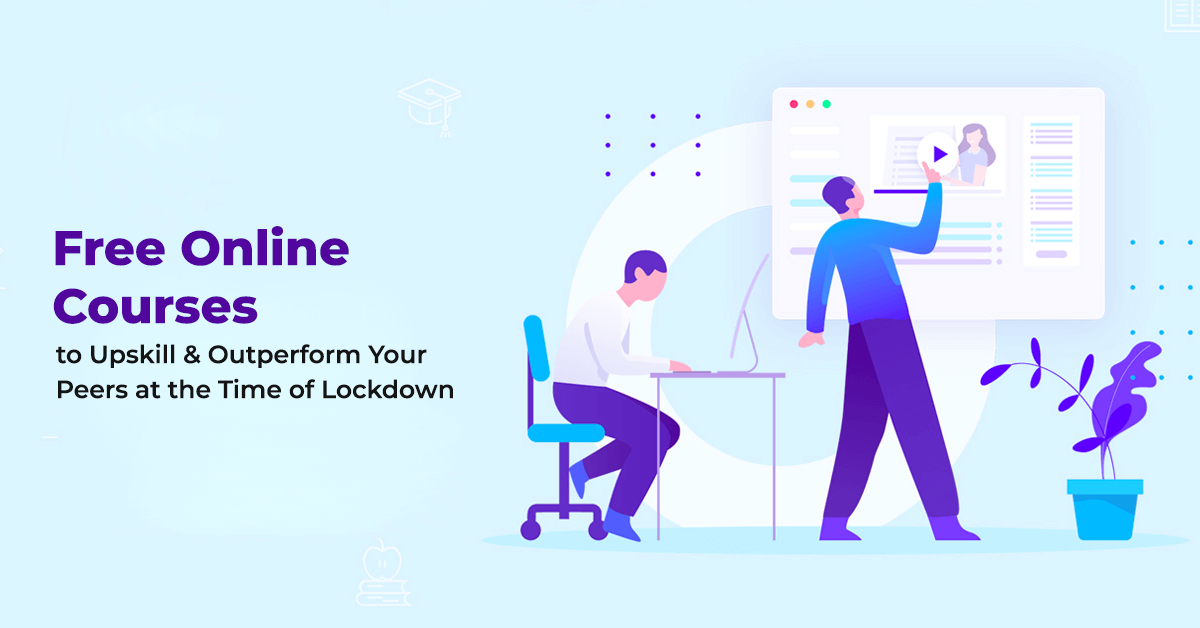 Free Online
Courses
to Upskill & Outperform Your
Peers at the Time of Lockdown